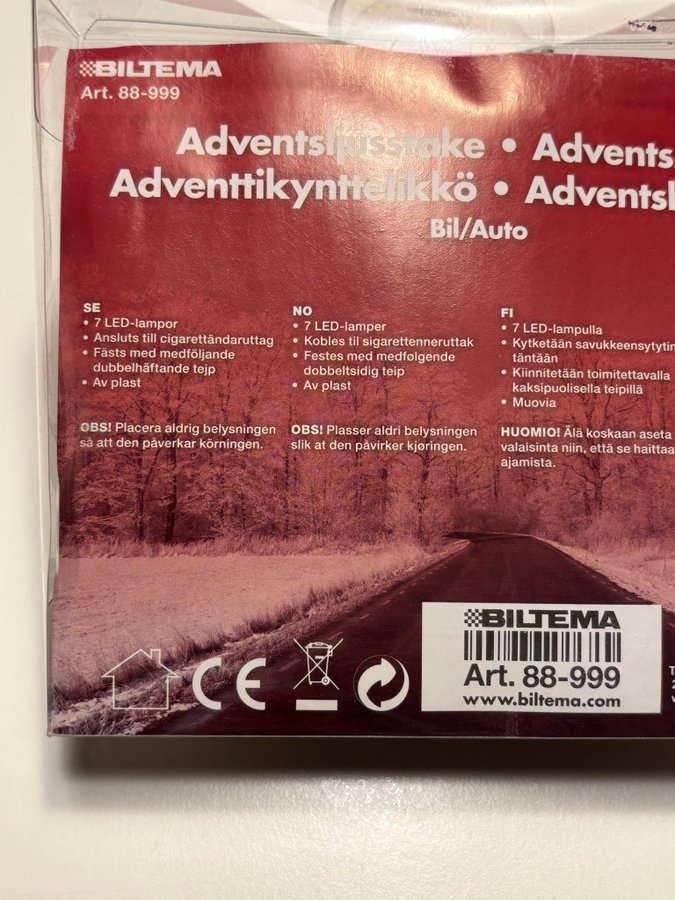 BILTEMA
Art. 88-999
Adventsljusstake •
Adventtikynttelikkö •
Bil/Auto
SE
• 7 LED-lampor
• Ansluts till cigarettändaruttag
• Fästs med medföljande
dubbelhäftande tejp
• Av plast
OBS! Placera aldrig belysningen
så att den påverkar körningen.
NO
• 7 LED-lamper
• Kobles til sigarettenneruttak
• Festes med medfølgende
dobbeltsidig teip
• Av plast
OBS! Plasser aldri belysningen
slik at den påvirker kjøringen.
FI
• 7 LED-lampulla
• Kytketään
täntään
• Kiinnitetään toimitettavalla
kaksipuolisella teipillä
• Muovia
HUOMIO! Älä koskaan aseta
valaisinta niin, että se haittaa
ajamista.
CE
BILTEMA
Art. 88-999
www.biltema.com